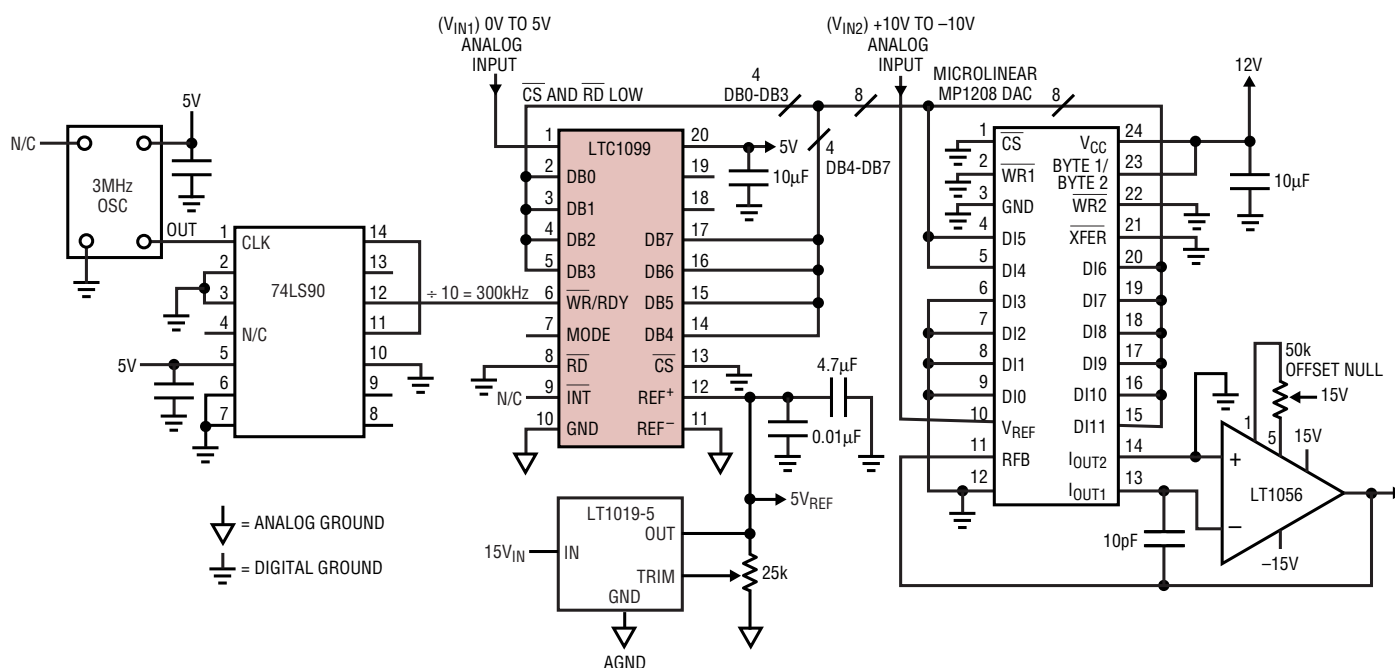 (VIN1) 0V TO 5V
ANALOG
INPUT
(VIN2) +10V TO –10V
ANALOG
INPUT
5V
N/C
3MHz
OSC
OUT
1
CLK
2
3
4
N/C
5V
5
6
7
74LS90
14
13
12
11
10
9
8
÷ 10 = 300kHz
CS AND RD LOW
4
DB0-DB3
8
4
DB4-DB7
LTC1099
1
2
DB0
3
DB1
4
DB2
5
DB3
6
WR/RDY
7
MODE
8
RD
N/C
9
INT
10
GND
20
5V
10µF
19
18
17
DB7
16
DB6
15
DB5
14
DB4
13
CS
12
REF+
11
REF–
4.7µF
0.01µF
5VREF
LT1019-5
15VIN
IN
OUT
TRIM
GND
25k
AGND
= ANALOG GROUND
= DIGITAL GROUND
MICROLINEAR
MP1208 DAC
8
12V
1
CS
2
WR1
3
GND
4
DI5
5
DI4
6
DI3
7
DI2
8
DI1
9
DI0
10
VREF
11
RFB
12
24
VCC
23
BYTE 1/
BYTE 2
22
WR2
21
XFER
20
DI6
19
DI7
18
DI8
17
DI9
16
DI10
15
DI11
14
IOUT2
13
IOUT1
10µF
50k
OFFSET NULL
15V
1
5
15V
+
LT1056
–
–15V
10pF